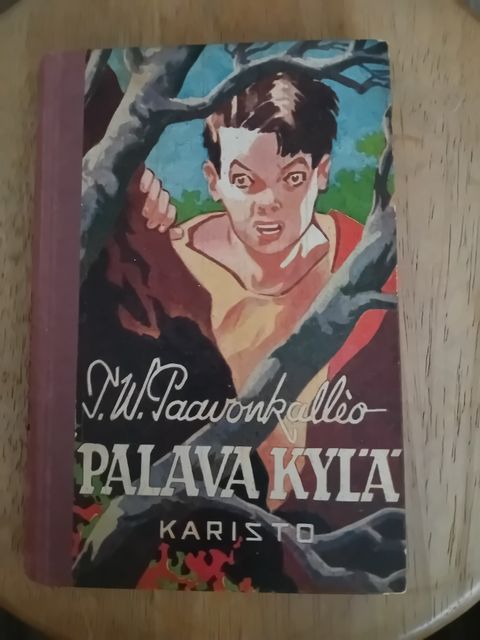 T. W. Paavonkallio
PALAVA KYLÄ
KARISTO